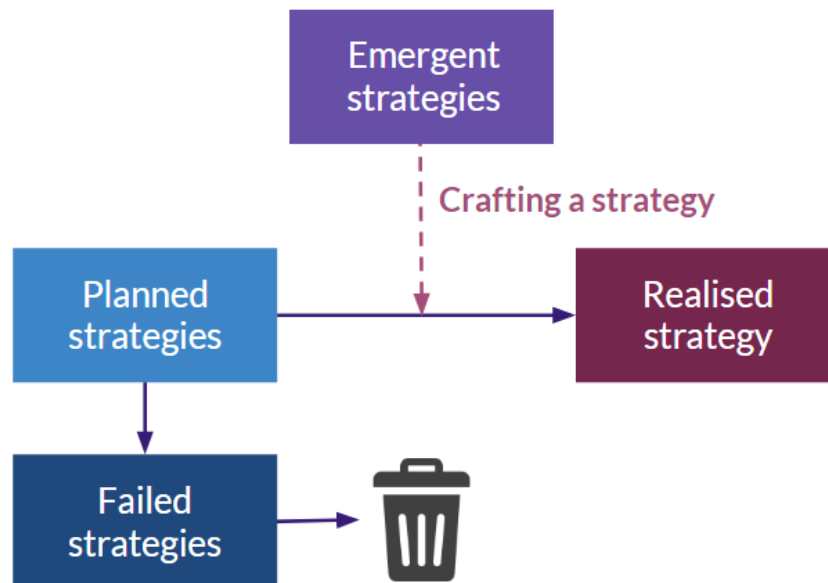 Emergent
strategies
Crafting a strategy
Planned
strategies
Realised
strategy
Failed
strategies